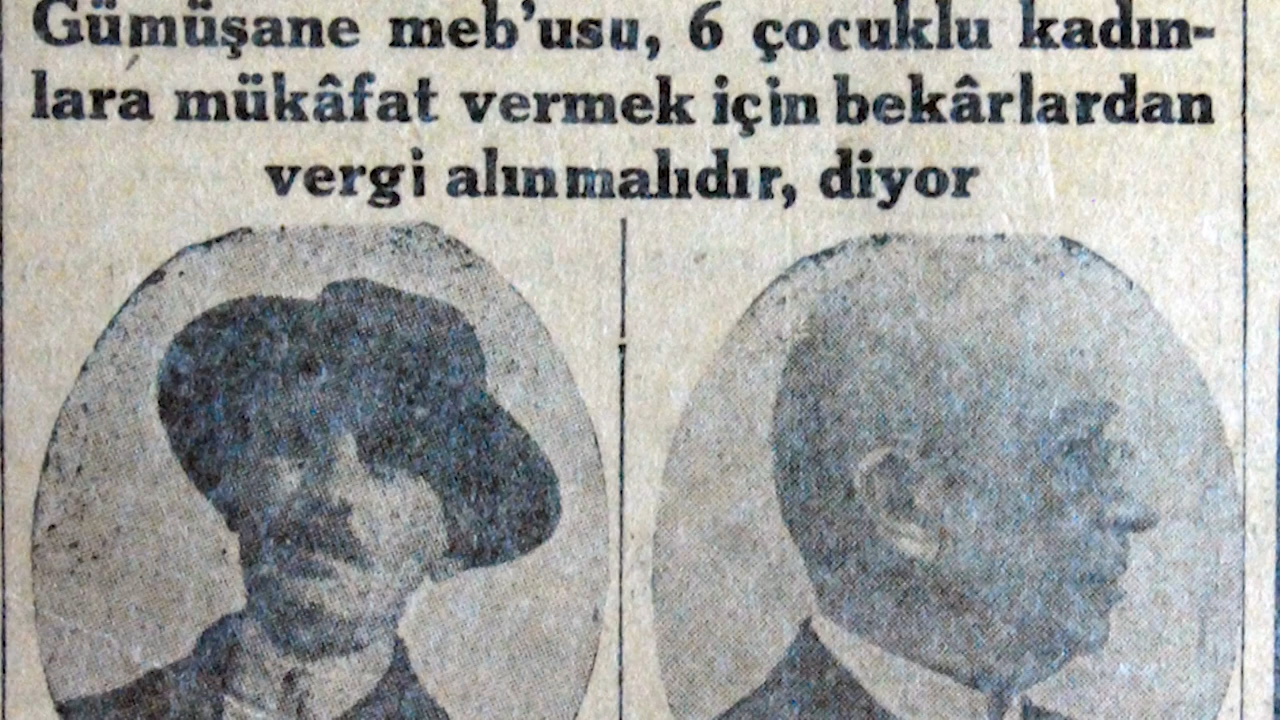 Gümüşane meb'usu, 6 çocuklu kadın-
lara mükâfat vermek için bekârlardan
vergi alınmalıdır, diyor